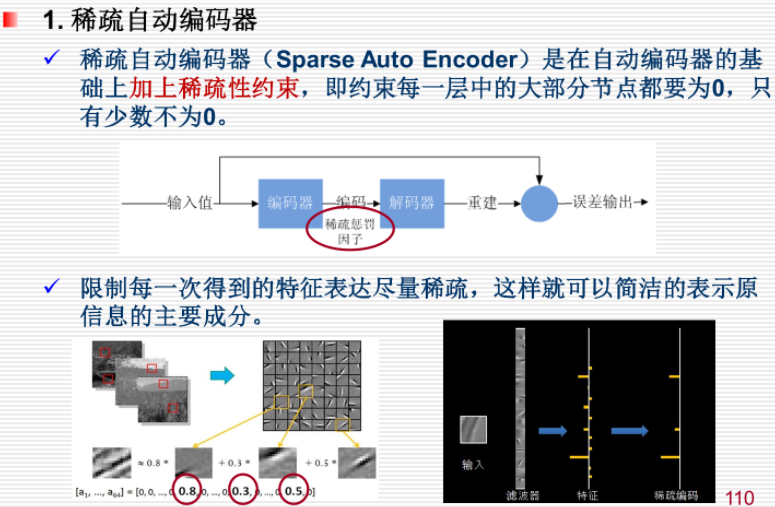 1. 稀疏自动编码器
✓ 稀疏自动编码器（Sparse Auto Encoder）是在自动编码器的基
础上加上稀疏性约束，即约束每一层中的大部分节点都要为0，只
有少数不为0。
输入值 编码器 编码 解码器 重建 误差输出
稀疏惩罚
因子
✓ 限制每一次得到的特征表达尽量稀疏，这样就可以简洁的表示原
信息的主要成分。
≈ 0.8 * + 0.3 * + 0.5 *
[a₁, ..., a₆₄] = [0, 0, ..., 0, 0.8, 0, ..., 0, 0.3, 0, ..., 0, 0.5, 0]
输入
滤波器 特征 稀疏编码
110